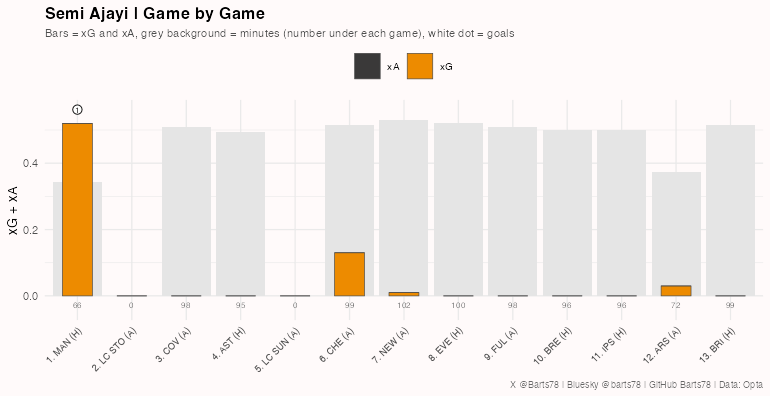 Semi Ajayi | Game by Game
Bars = xG and xA, grey background = minutes (number under each game), white dot = goals
xA xG
1
xG + xA
0.4
0.2
0.0
66 0 98 95 0 99 102 100 98 96 96 72 99
1. MAN (H)
2. LC STO (A)
3. COV (A)
4. AST (H)
5. LC SUN (A)
6. CHE (A)
7. NEW (A)
8. EVE (H)
9. FUL (A)
10. BRE (H)
11. IPS (H)
12. ARS (A)
13. BRI (H)
X @Barts78 | Bluesky @barts78 | GitHub Barts78 | Data: Opta